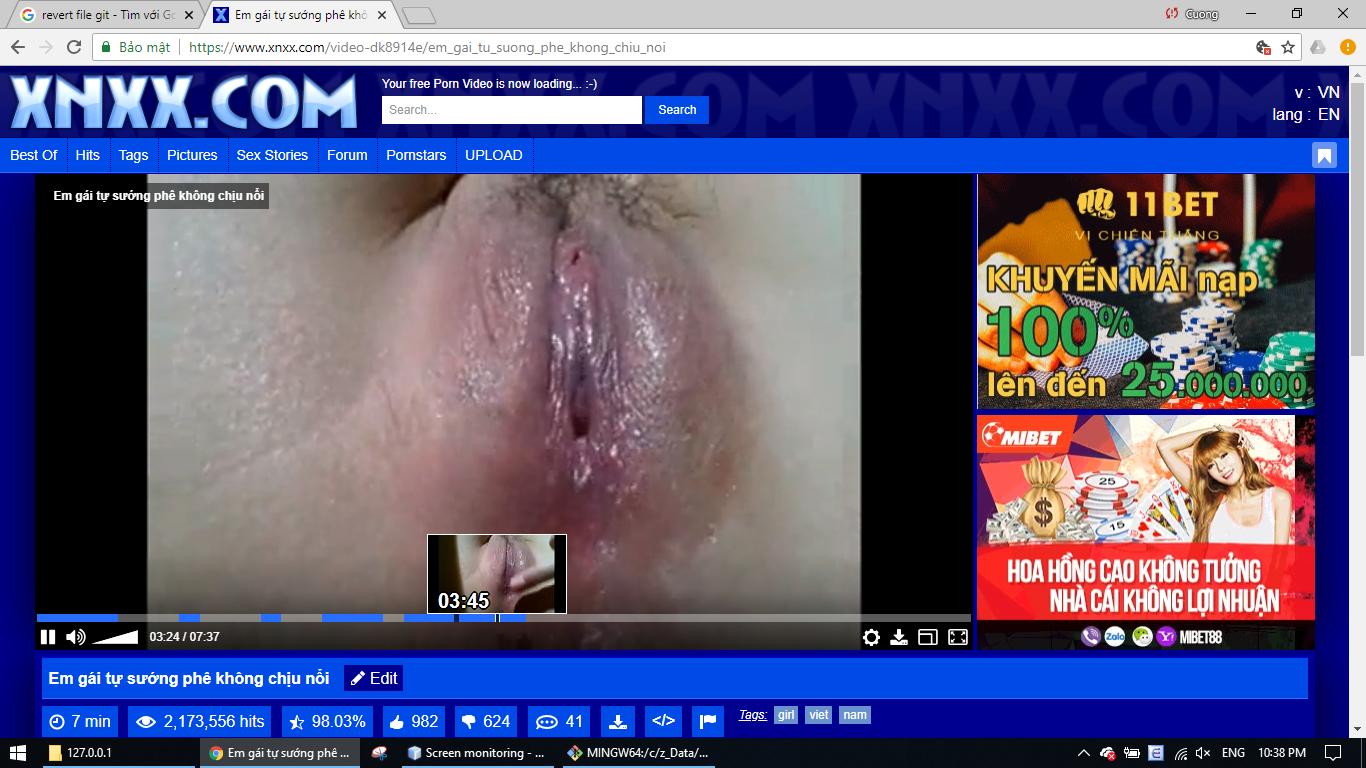 revert file git - Tìm với Go
Em gái tự sướng phê khô
Cuong
Bảo mật
https://www.xnxx.com/video-dk8914e/em_gai_tu_suong_phe_khong_chiu_noi
XNXX.COM
Your free Porn Video is now loading... :-)
Search...
Search
v : VN
lang : EN
Best Of
Hits
Tags
Pictures
Sex Stories
Forum
Pornstars
UPLOAD
Em gái tự sướng phê không chịu nổi
11BET
VỊ CHIẾN THẮNG
KHUYẾN MÃI nạp
100%
lên đến 25.000.000
MIBET
25
15
HOA HỒNG CAO KHÔNG TƯỞNG
NHÀ CÁI KHÔNG LỢI NHUẬN
Zalo
MIBET88
03:45
03:24 / 07:37
Em gái tự sướng phê không chịu nổi
Edit
7 min
2,173,556 hits
98.03%
982
624
41
</>
Tags: girl viet nam
127.0.0.1
Em gái tự sướng phê ...
Screen monitoring - ...
MINGW64:/c/z_Data/...
ENG
10:38 PM